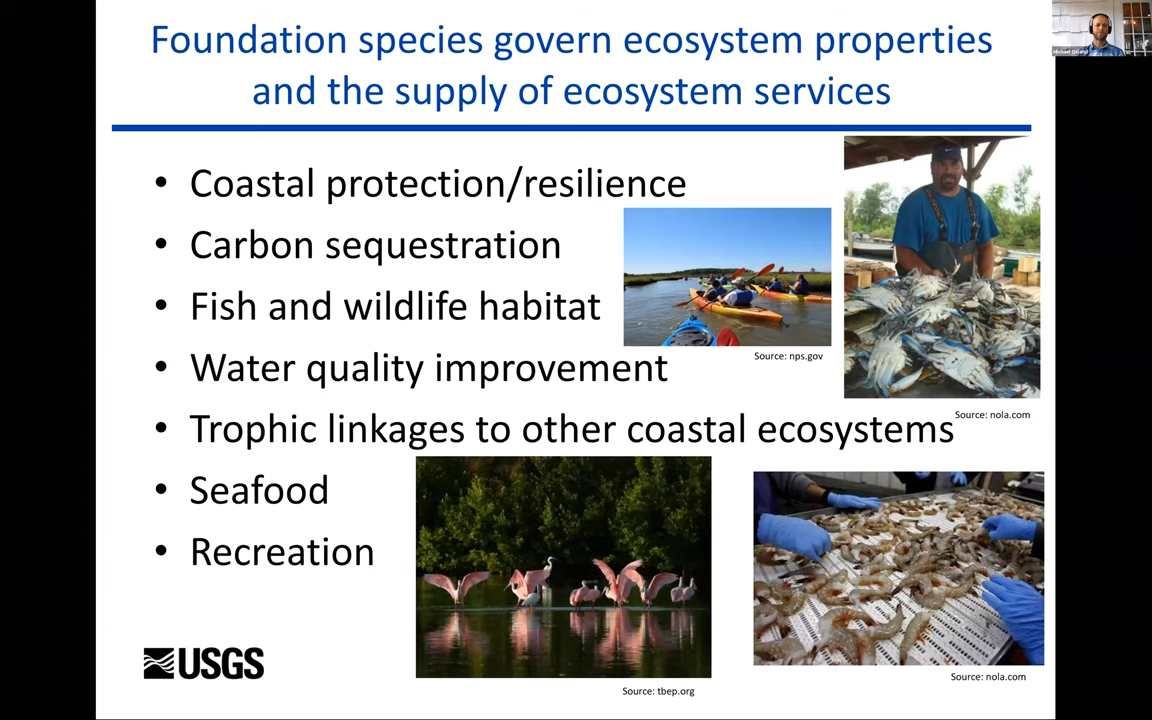 Foundation species govern ecosystem properties
and the supply of ecosystem services
• Coastal protection/resilience
• Carbon sequestration
• Fish and wildlife habitat
• Water quality improvement
• Trophic linkages to other coastal ecosystems
• Seafood
• Recreation
Source: nps.gov
Source: nola.com
Source: tbep.org
Source: nola.com
USGS
Michael Osland